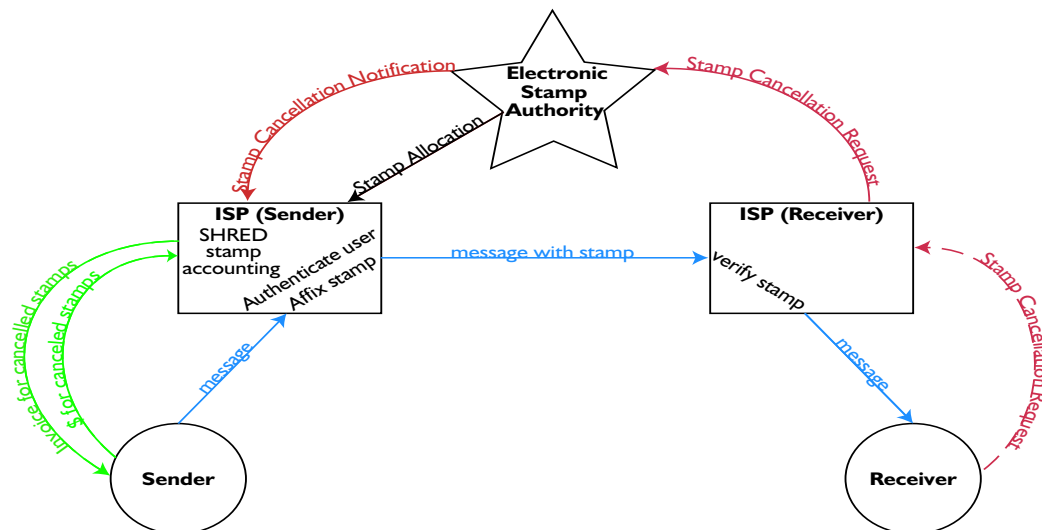 Electronic
Stamp
Authority
Stamp Cancellation Notification
Stamp Cancellation Request
Stamp Allocation
ISP (Sender)
SHRED
stamp
accounting
Authenticate user
Affix stamp
message with stamp
ISP (Receiver)
verify stamp
Invoice for cancelled stamps
$ for canceled stamps
message
message
Stamp Cancellation Request
Sender
Receiver